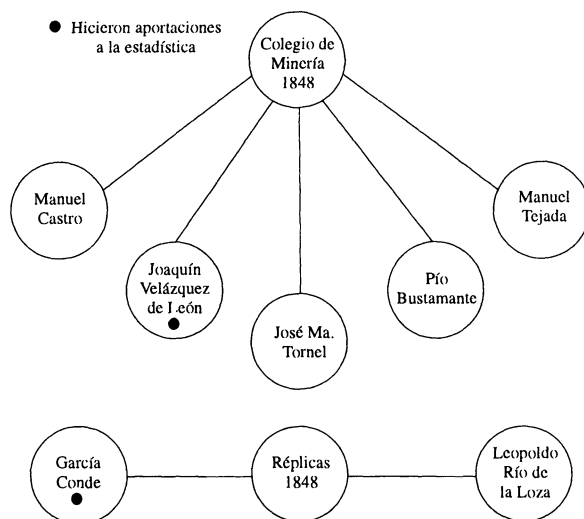 ● Hicieron aportaciones
a la estadística
Colegio de
Minería
1848
Manuel
Castro
Manuel
Tejada
Joaquín
Velázquez
de León
●
Pío
Bustamante
José Ma.
Tornel
García
Conde
●
Réplicas
1848
Leopoldo
Río de
la Loza